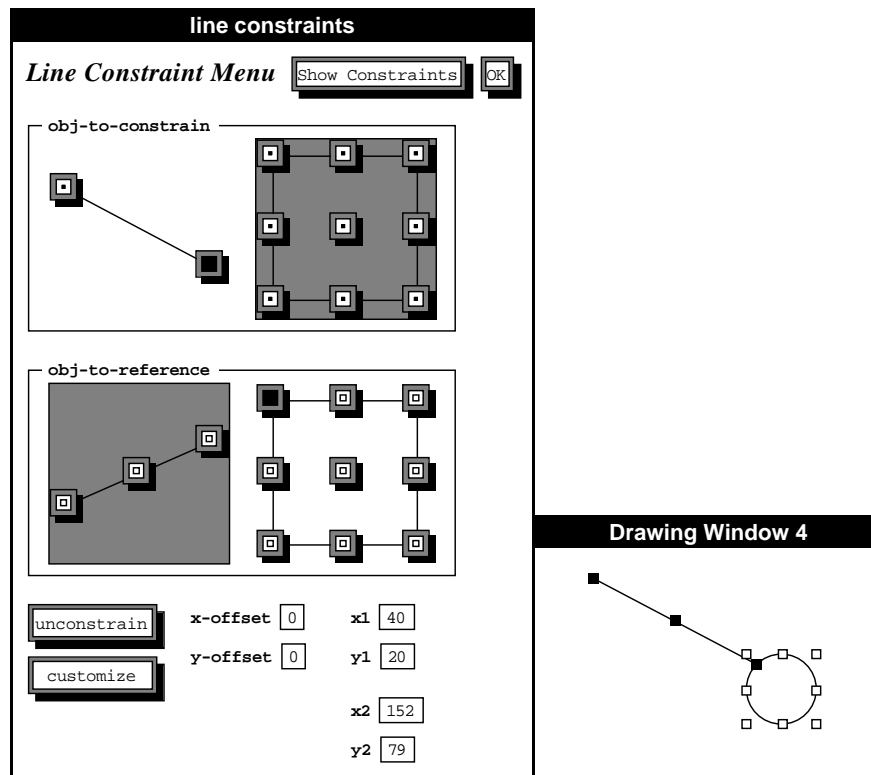 line constraints
Line Constraint Menu Show Constraints OK
obj-to-constrain
obj-to-reference
Drawing Window 4
unconstrain x-offset 0 x1 40
customize y-offset 0 y1 20
x2 152
y2 79